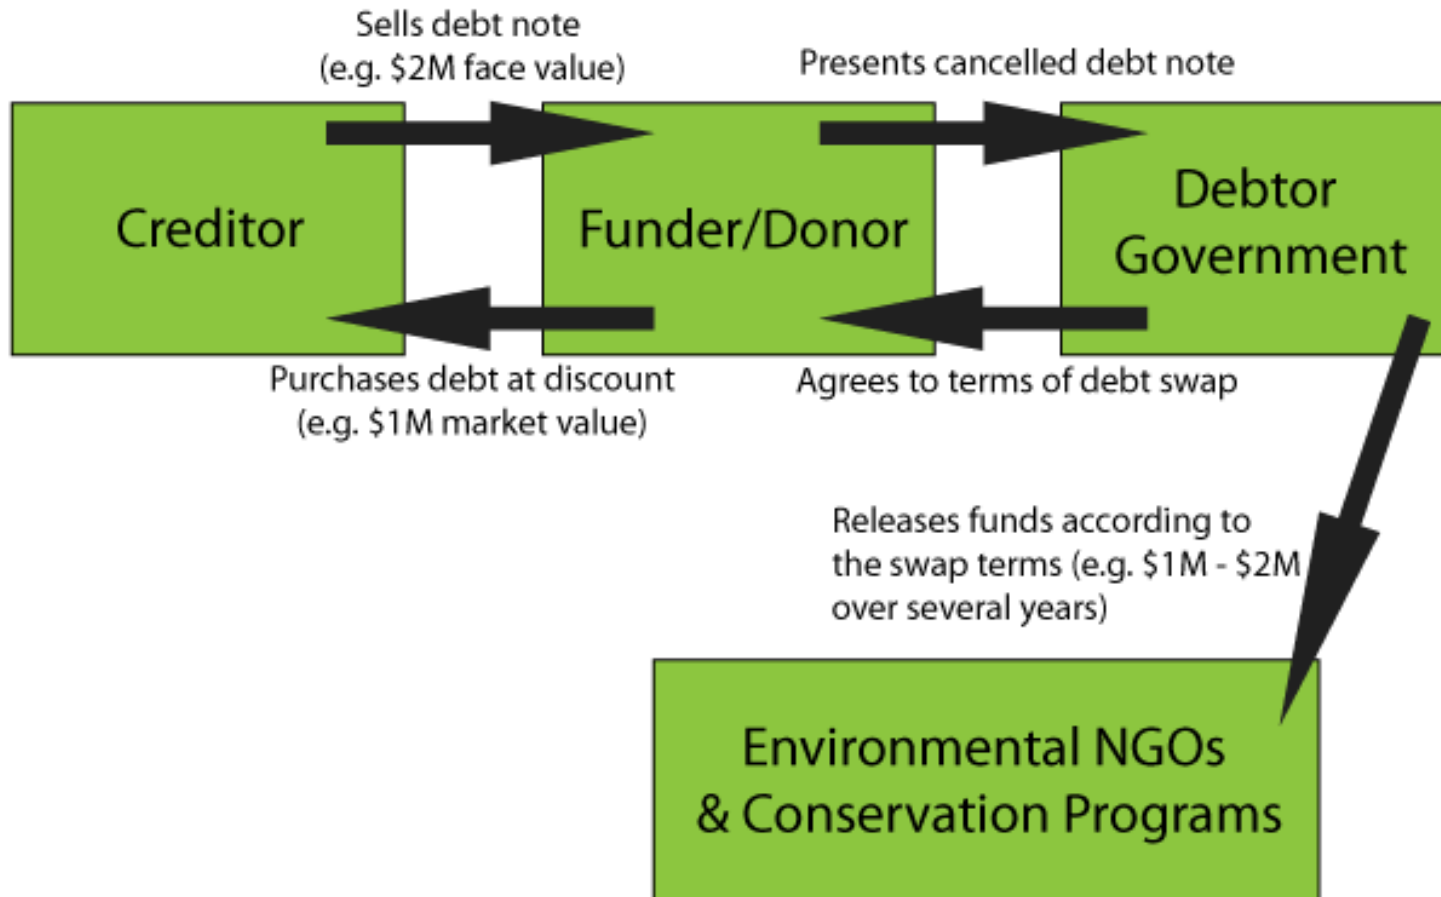 Sells debt note
(e.g. $2M face value)
Presents cancelled debt note
Creditor
Funder/Donor
Debtor
Government
Purchases debt at discount
(e.g. $1M market value)
Agrees to terms of debt swap
Releases funds according to
the swap terms (e.g. $1M - $2M
over several years)
Environmental NGOs
& Conservation Programs